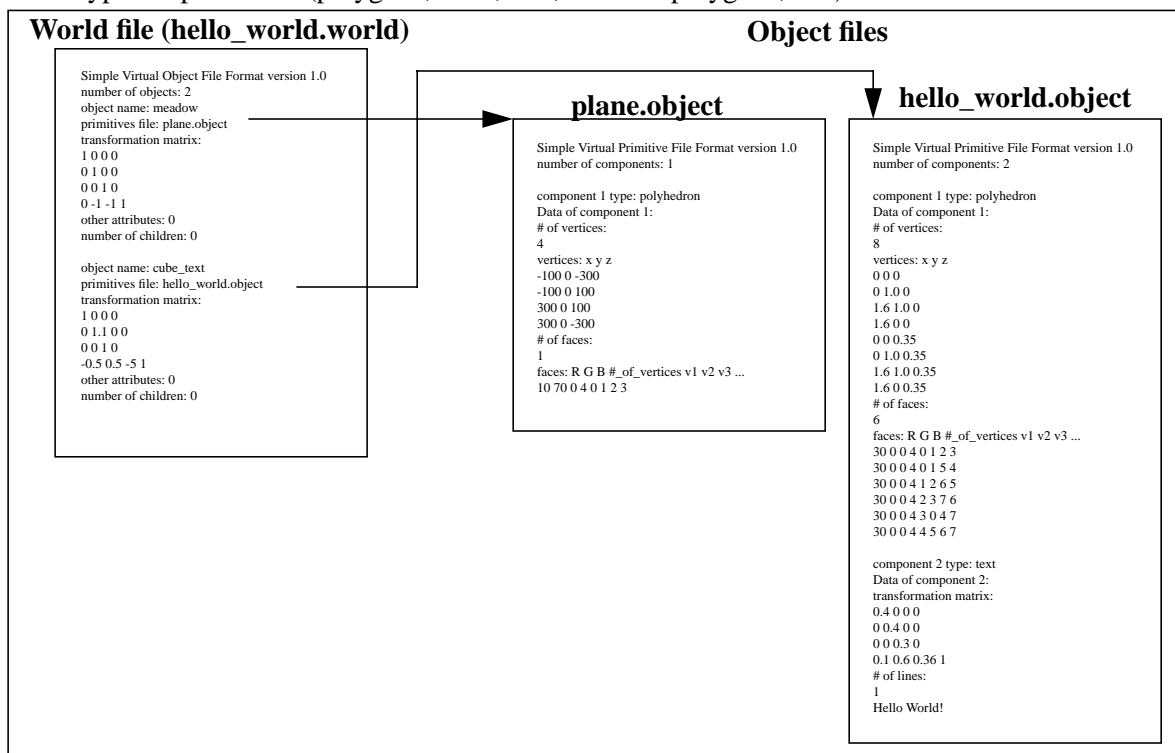 World file (hello_world.world)
Simple Virtual Object File Format version 1.0
number of objects: 2
object name: meadow
primitives file: plane.object
transformation matrix:
1 0 0 0
0 1 0 0
0 0 1 0
0 -1 -1 1
other attributes: 0
number of children: 0
object name: cube_text
primitives file: hello_world.object
transformation matrix:
1 0 0 0
0 1.1 0 0
0 0 1 0
-0.5 0.5 -5 1
other attributes: 0
number of children: 0
Object files
plane.object
Simple Virtual Primitive File Format version 1.0
number of components: 1
component 1 type: polyhedron
Data of component 1:
# of vertices:
4
vertices: x y z
-100 0 -300
-100 0 100
300 0 100
300 0 -300
# of faces:
1
faces: R G B #_of_vertices v1 v2 v3 ...
10 70 0 4 0 1 2 3
hello_world.object
Simple Virtual Primitive File Format version 1.0
number of components: 2
component 1 type: polyhedron
Data of component 1:
# of vertices:
8
vertices: x y z
0 0 0
0 1.0 0
1.6 1.0 0
1.6 0 0
0 0 0.35
0 1.0 0.35
1.6 1.0 0.35
1.6 0 0.35
# of faces:
6
faces: R G B #_of_vertices v1 v2 v3 ...
30 0 0 4 0 1 2 3
30 0 0 4 0 1 5 4
30 0 0 4 1 2 6 5
30 0 0 4 2 3 7 6
30 0 0 4 3 0 4 7
30 0 0 4 4 5 6 7
component 2 type: text
Data of component 2:
transformation matrix:
0.4 0 0 0
0 0.4 0 0
0 0 0.3 0
0.1 0.6 0.36 1
# of lines:
1
Hello World!